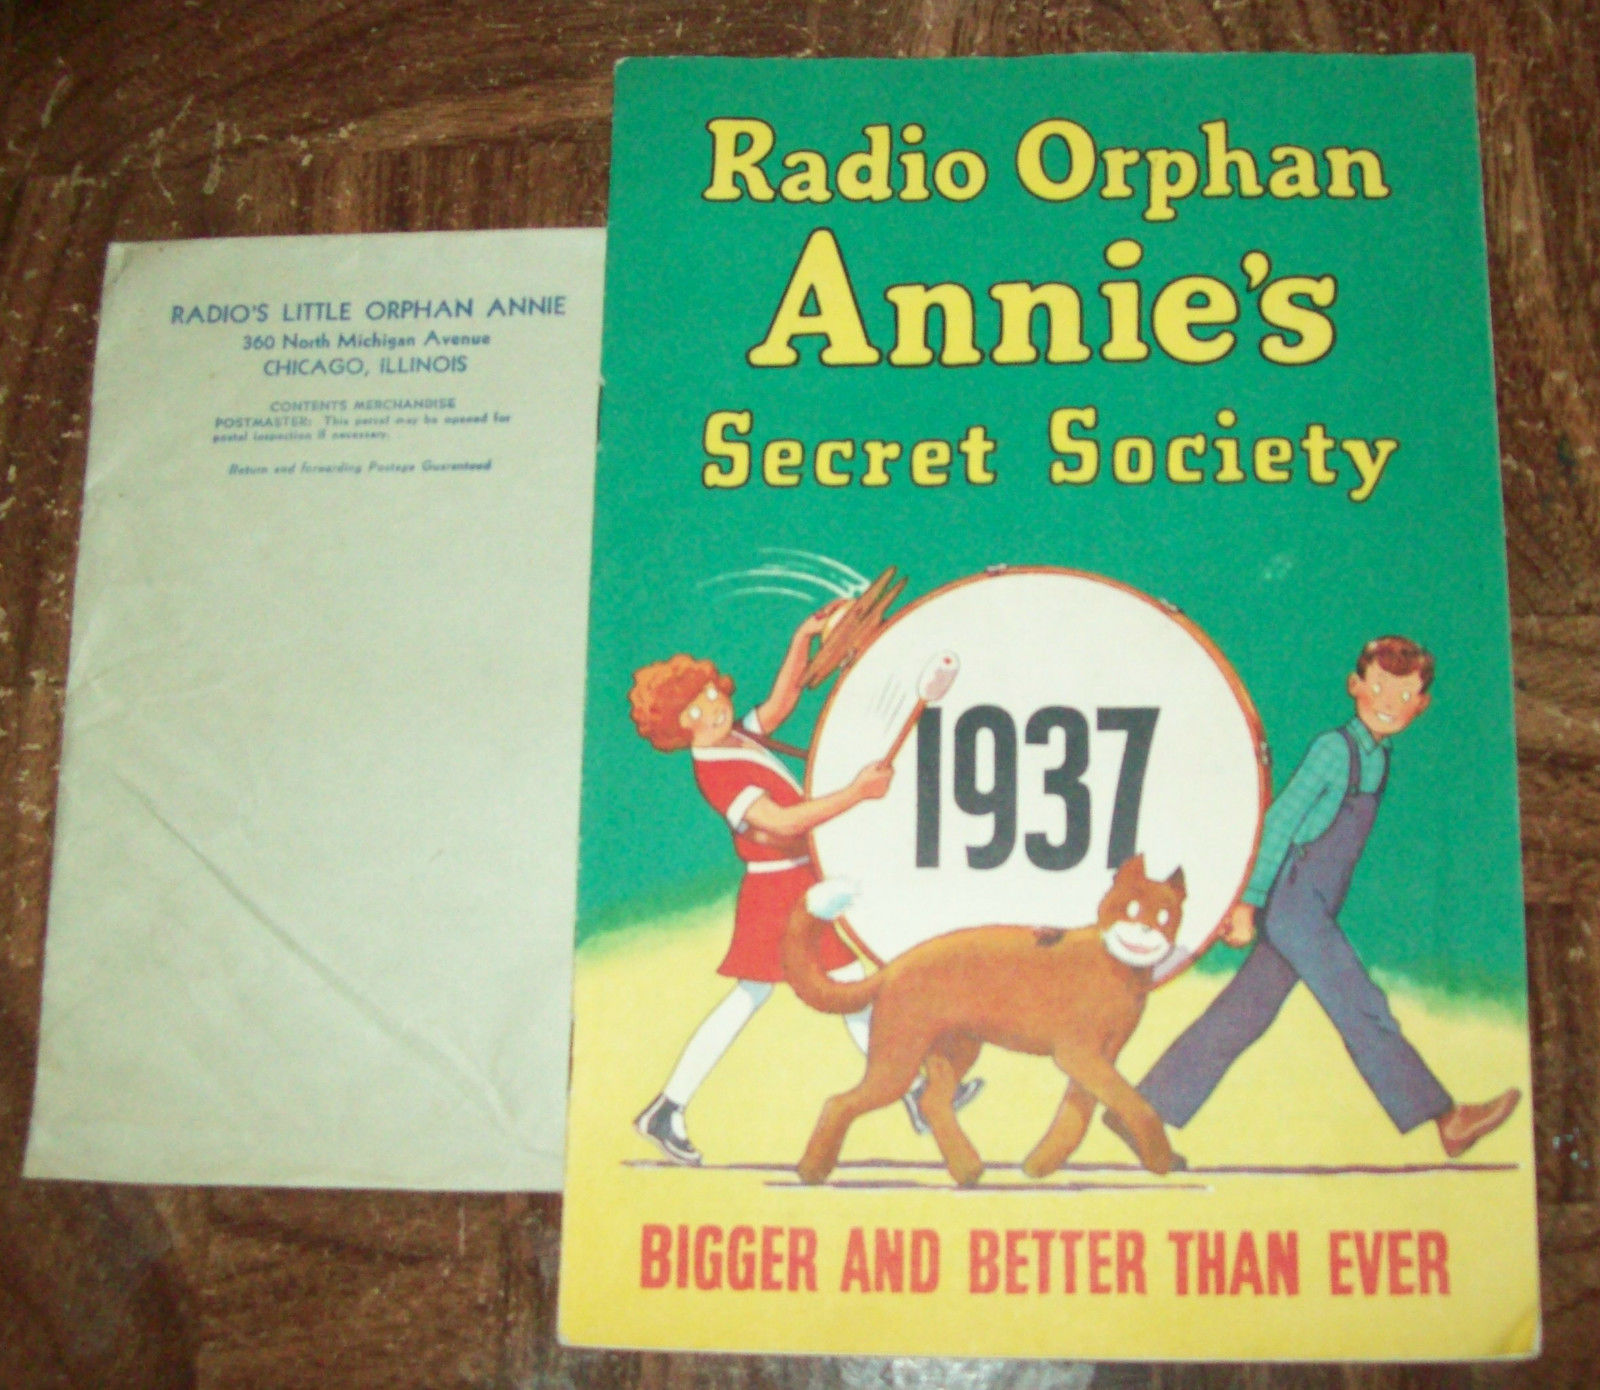 RADIO'S LITTLE ORPHAN ANNIE
360 North Michigan Avenue
CHICAGO, ILLINOIS
CONTENTS MERCHANDISE
POSTMASTER: This parcel may be opened for
postal inspection if necessary.
Return and forwarding Postage Guaranteed
Radio Orphan
Annie's
Secret Society
1937
BIGGER AND BETTER THAN EVER